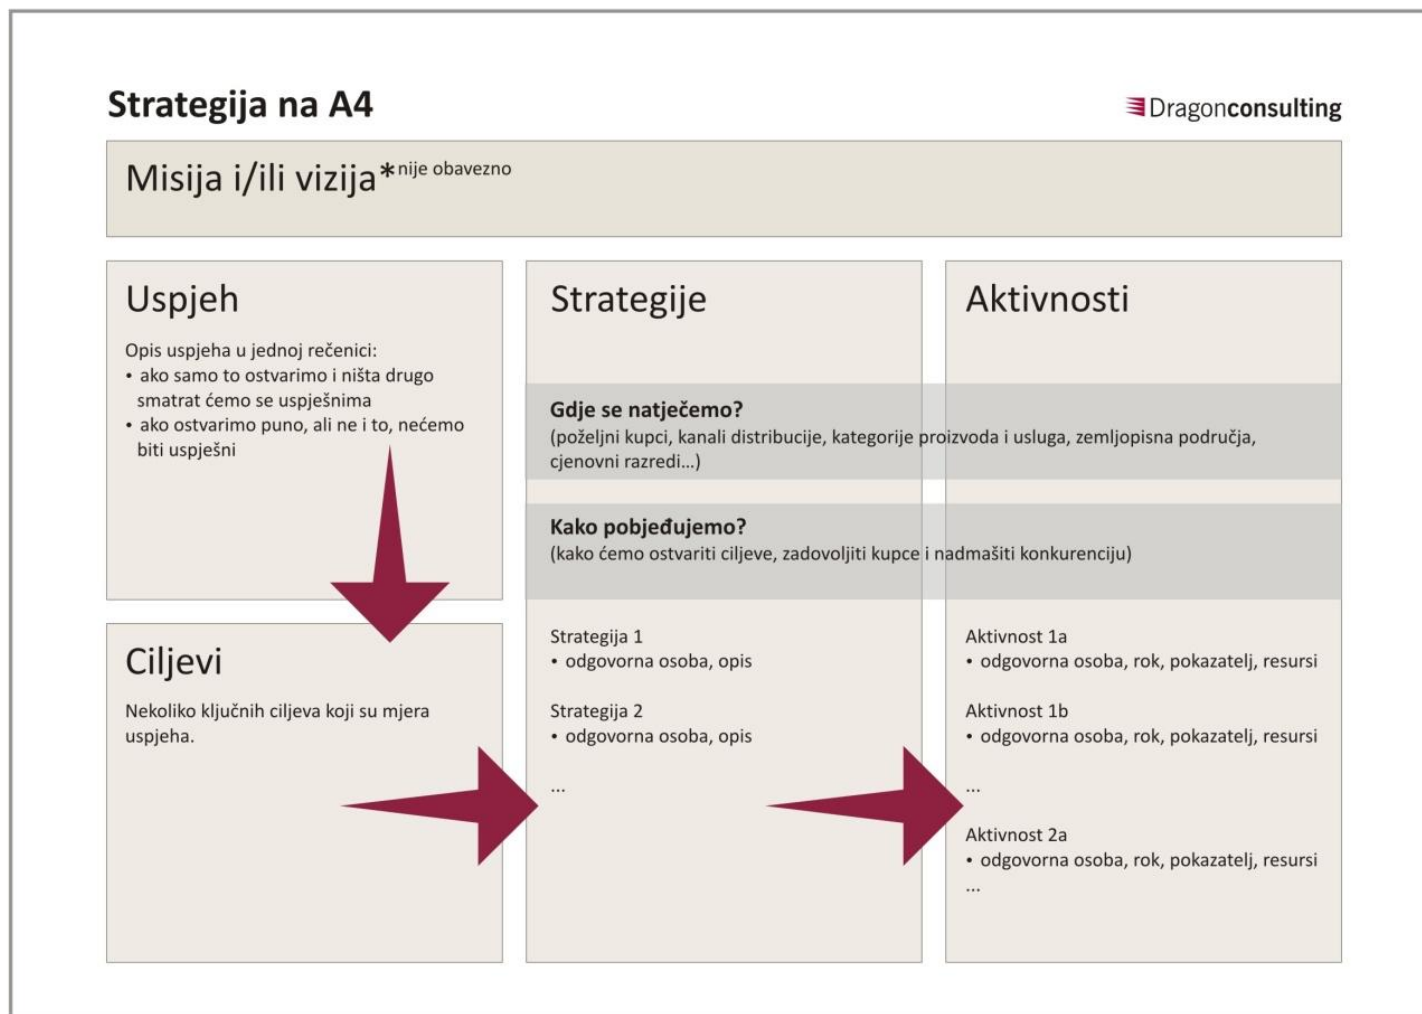 Strategija na A4
Dragonconsulting
Misija i/ili vizija*nije obavezno
Uspjeh
Opis uspjeha u jednoj rečenici:
• ako samo to ostvarimo i ništa drugo
smatrat ćemo se uspješnima
• ako ostvarimo puno, ali ne i to, nećemo
biti uspješni
Ciljevi
Nekoliko ključnih ciljeva koji su mjera
uspjeha.
Strategije
Aktivnosti
Gdje se natječemo?
(poželjni kupci, kanali distribucije, kategorije proizvoda i usluga, zemljopisna područja,
cjenovni razredi...)
Kako pobjeđujemo?
(kako ćemo ostvariti ciljeve, zadovoljiti kupce i nadmašiti konkurenciju)
Strategija 1
• odgovorna osoba, opis
Strategija 2
• odgovorna osoba, opis
...
Aktivnost 1a
• odgovorna osoba, rok, pokazatelj, resursi
Aktivnost 1b
• odgovorna osoba, rok, pokazatelj, resursi
...
Aktivnost 2a
• odgovorna osoba, rok, pokazatelj, resursi
...